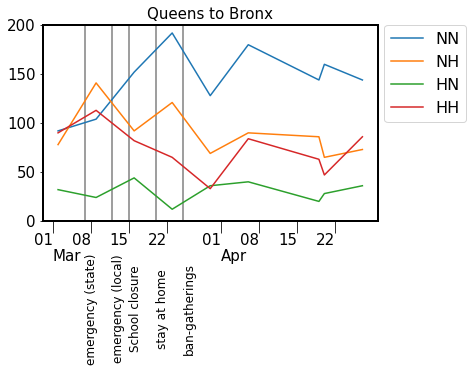 Queens to Bronx
200
150
100
50
0
NN
NH
HN
HH
01 08 15 22 01 08 15 22
Mar Apr
emergency (state)
emergency (local)
School closure
stay at home
ban-gatherings